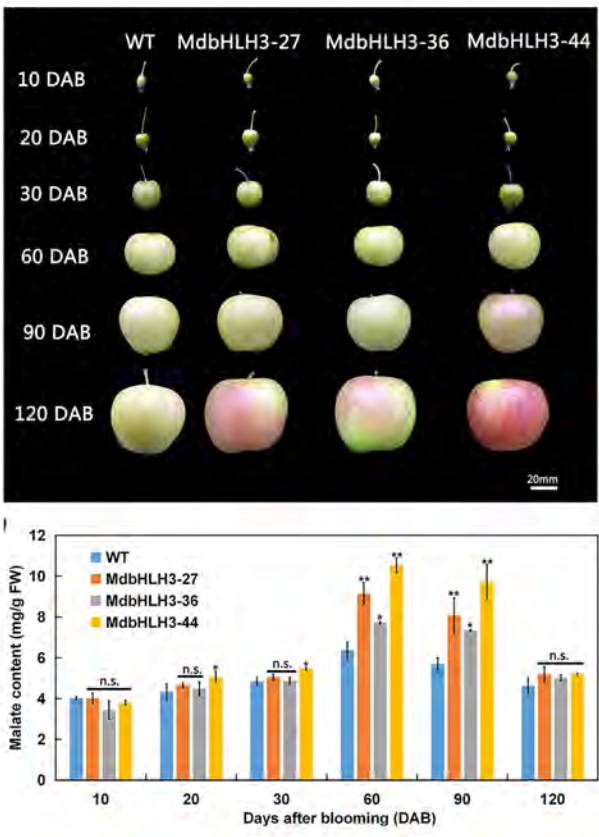 WT MdbHLH3-27 MdbHLH3-36 MdbHLH3-44
10 DAB
20 DAB
30 DAB
60 DAB
90 DAB
120 DAB
20mm
12
10
8
6
4
2
0
Malate content (mg/g FW)
WT
MdbHLH3-27
MdbHLH3-36
MdbHLH3-44
n.s.
n.s. *
n.s. *
** * **
** * **
n.s.
10 20 30 60 90 120
Days after blooming (DAB)